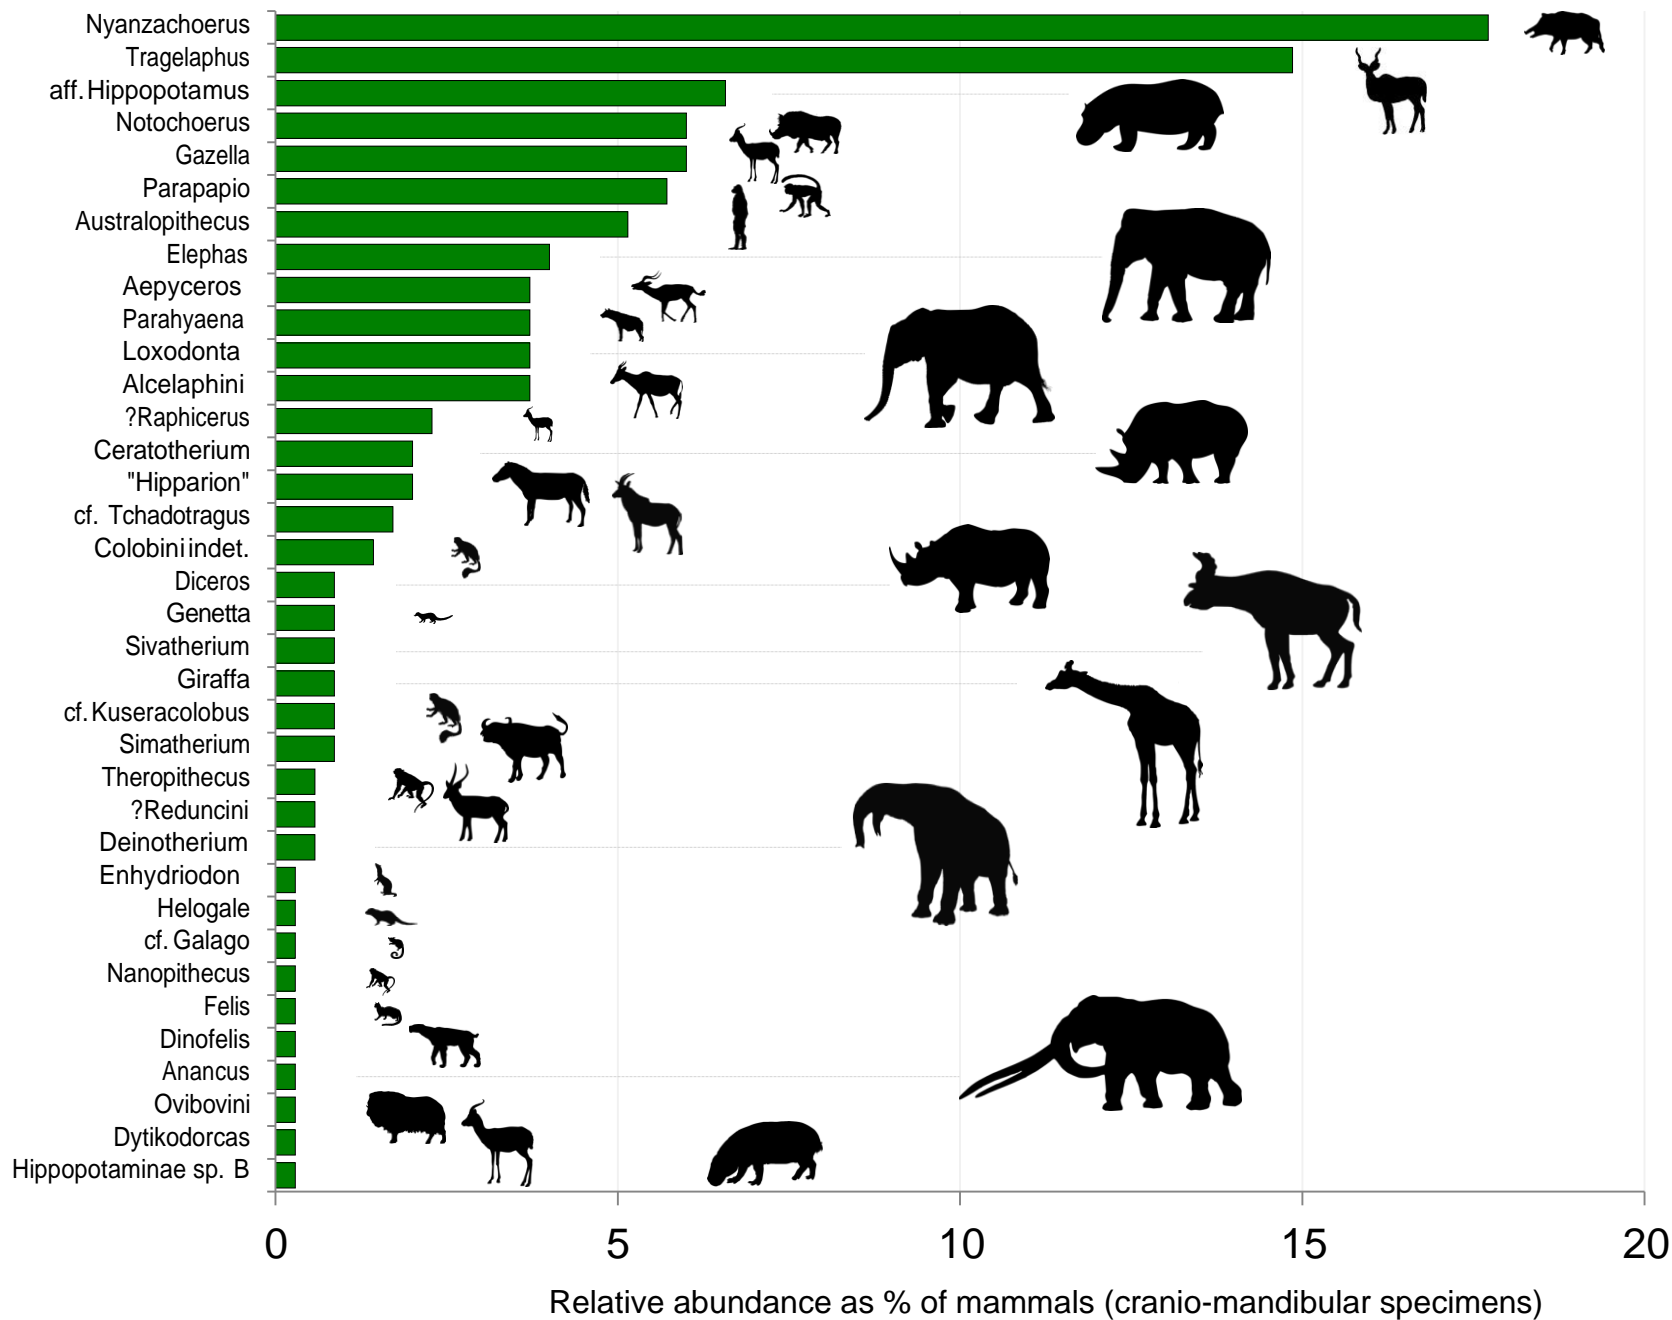 Nyanzachoerus
Tragelaphus
aff. Hippopotamus
Notochoerus
Gazella
Parapapio
Australopithecus
Elephas
Aepyceros
Parahyaena
Loxodonta
Alcelaphini
?Raphicerus
Ceratotherium
"Hipparion"
cf. Tchadotragus
Colobini indet.
Diceros
Genetta
Sivatherium
Giraffa
cf. Kuseracolobus
Simatherium
Theropithecus
?Reduncini
Deinotherium
Enhydriodon
Helogale
cf. Galago
Nanopithecus
Felis
Dinofelis
Anancus
Ovibovini
Dytikodorcas
Hippopotaminae sp. B
0 5 10 15 20
Relative abundance as % of mammals (cranio-mandibular specimens)